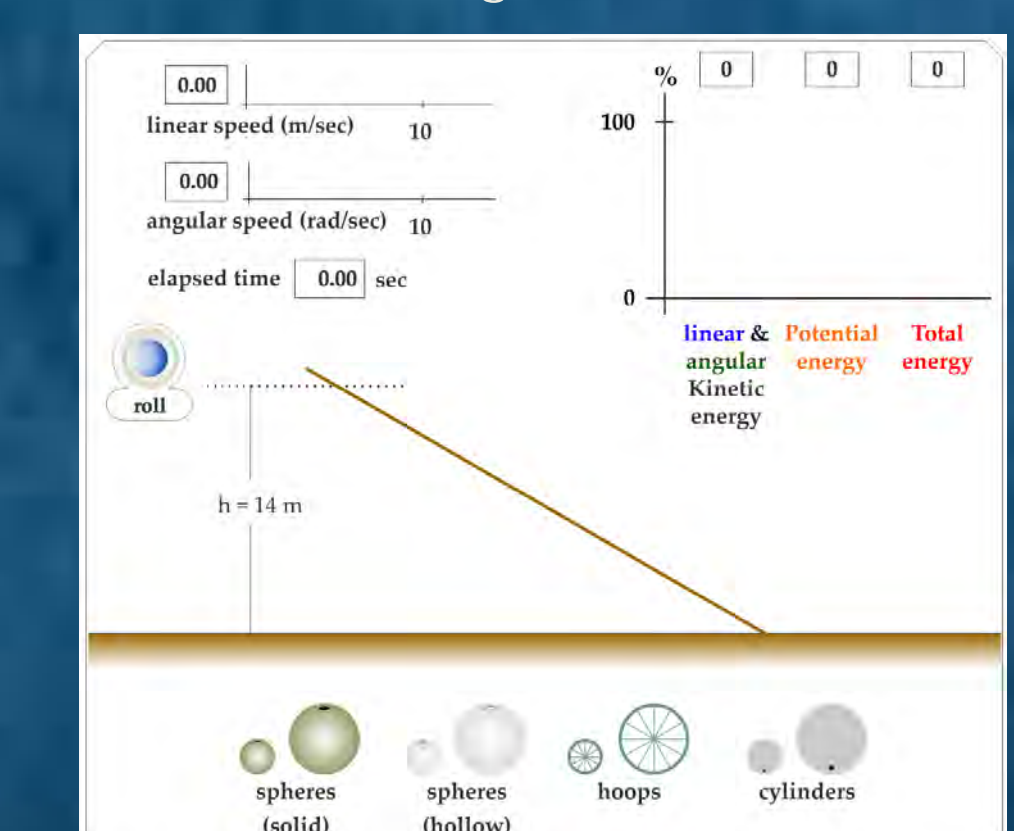 0.00
linear speed (m/sec)
10
0.00
angular speed (rad/sec)
10
elapsed time 0.00 sec
% 0 0 0
100
0
linear & Potential Total
angular energy energy
Kinetic
energy
roll
h = 14 m
spheres spheres hoops cylinders
(solid) (hollow)